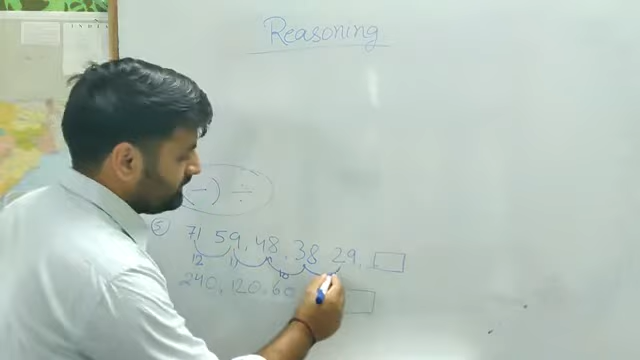 Reasoning
(−) ÷
5 71 59, 48, 38 29,
12 11 10
240, 120, 60